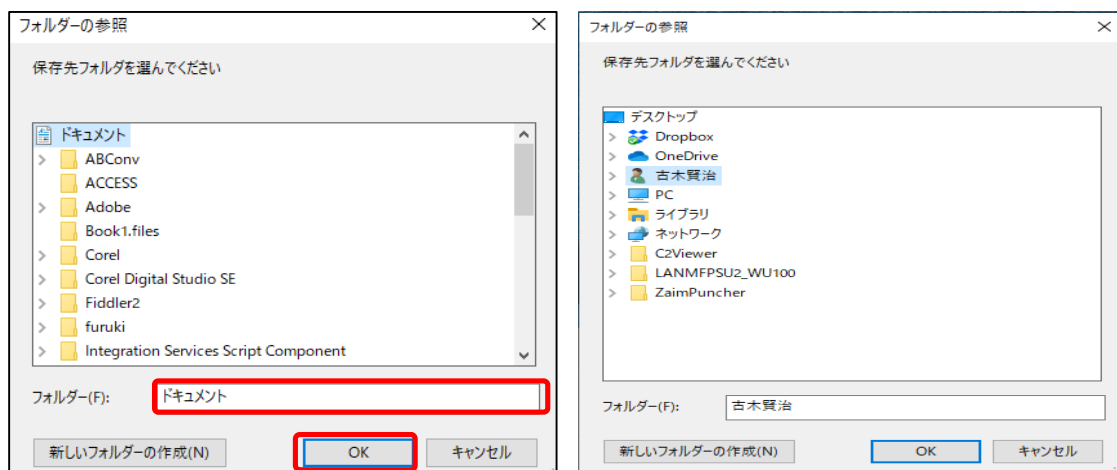 フォルダーの参照
保存先フォルダを選んでください
ドキュメント
ABConv
ACCESS
Adobe
Book1.files
Corel
Corel Digital Studio SE
Fiddler2
furuki
Integration Services Script Component
フォルダー(F): ドキュメント
新しいフォルダーの作成(N) OK キャンセル
フォルダーの参照
保存先フォルダを選んでください
デスクトップ
Dropbox
OneDrive
古木賢治
PC
ライブラリ
ネットワーク
C2Viewer
LANMFPSU2_WU100
ZaimPuncher
フォルダー(F): 古木賢治
新しいフォルダーの作成(N) OK キャンセル